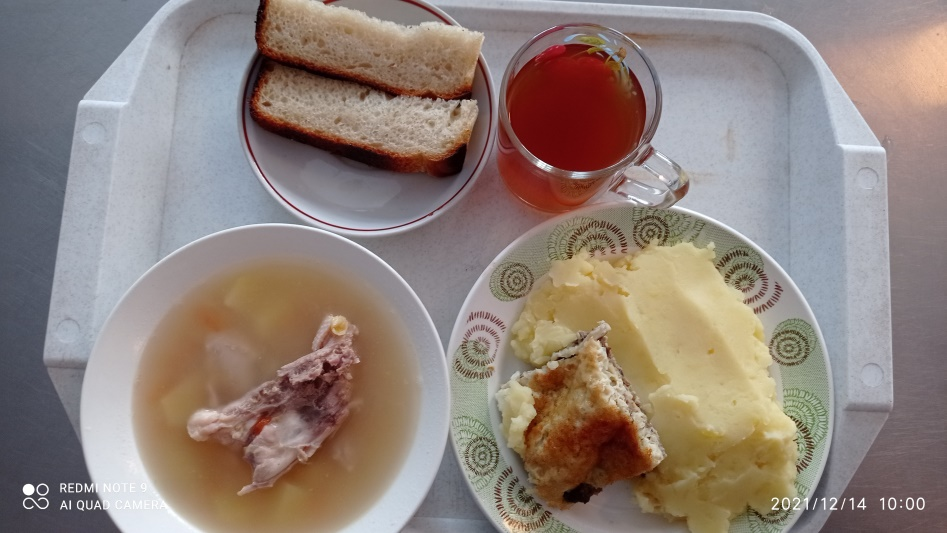 REDMI NOTE 9
AI QUAD CAMERA
2021/12/14 10:00